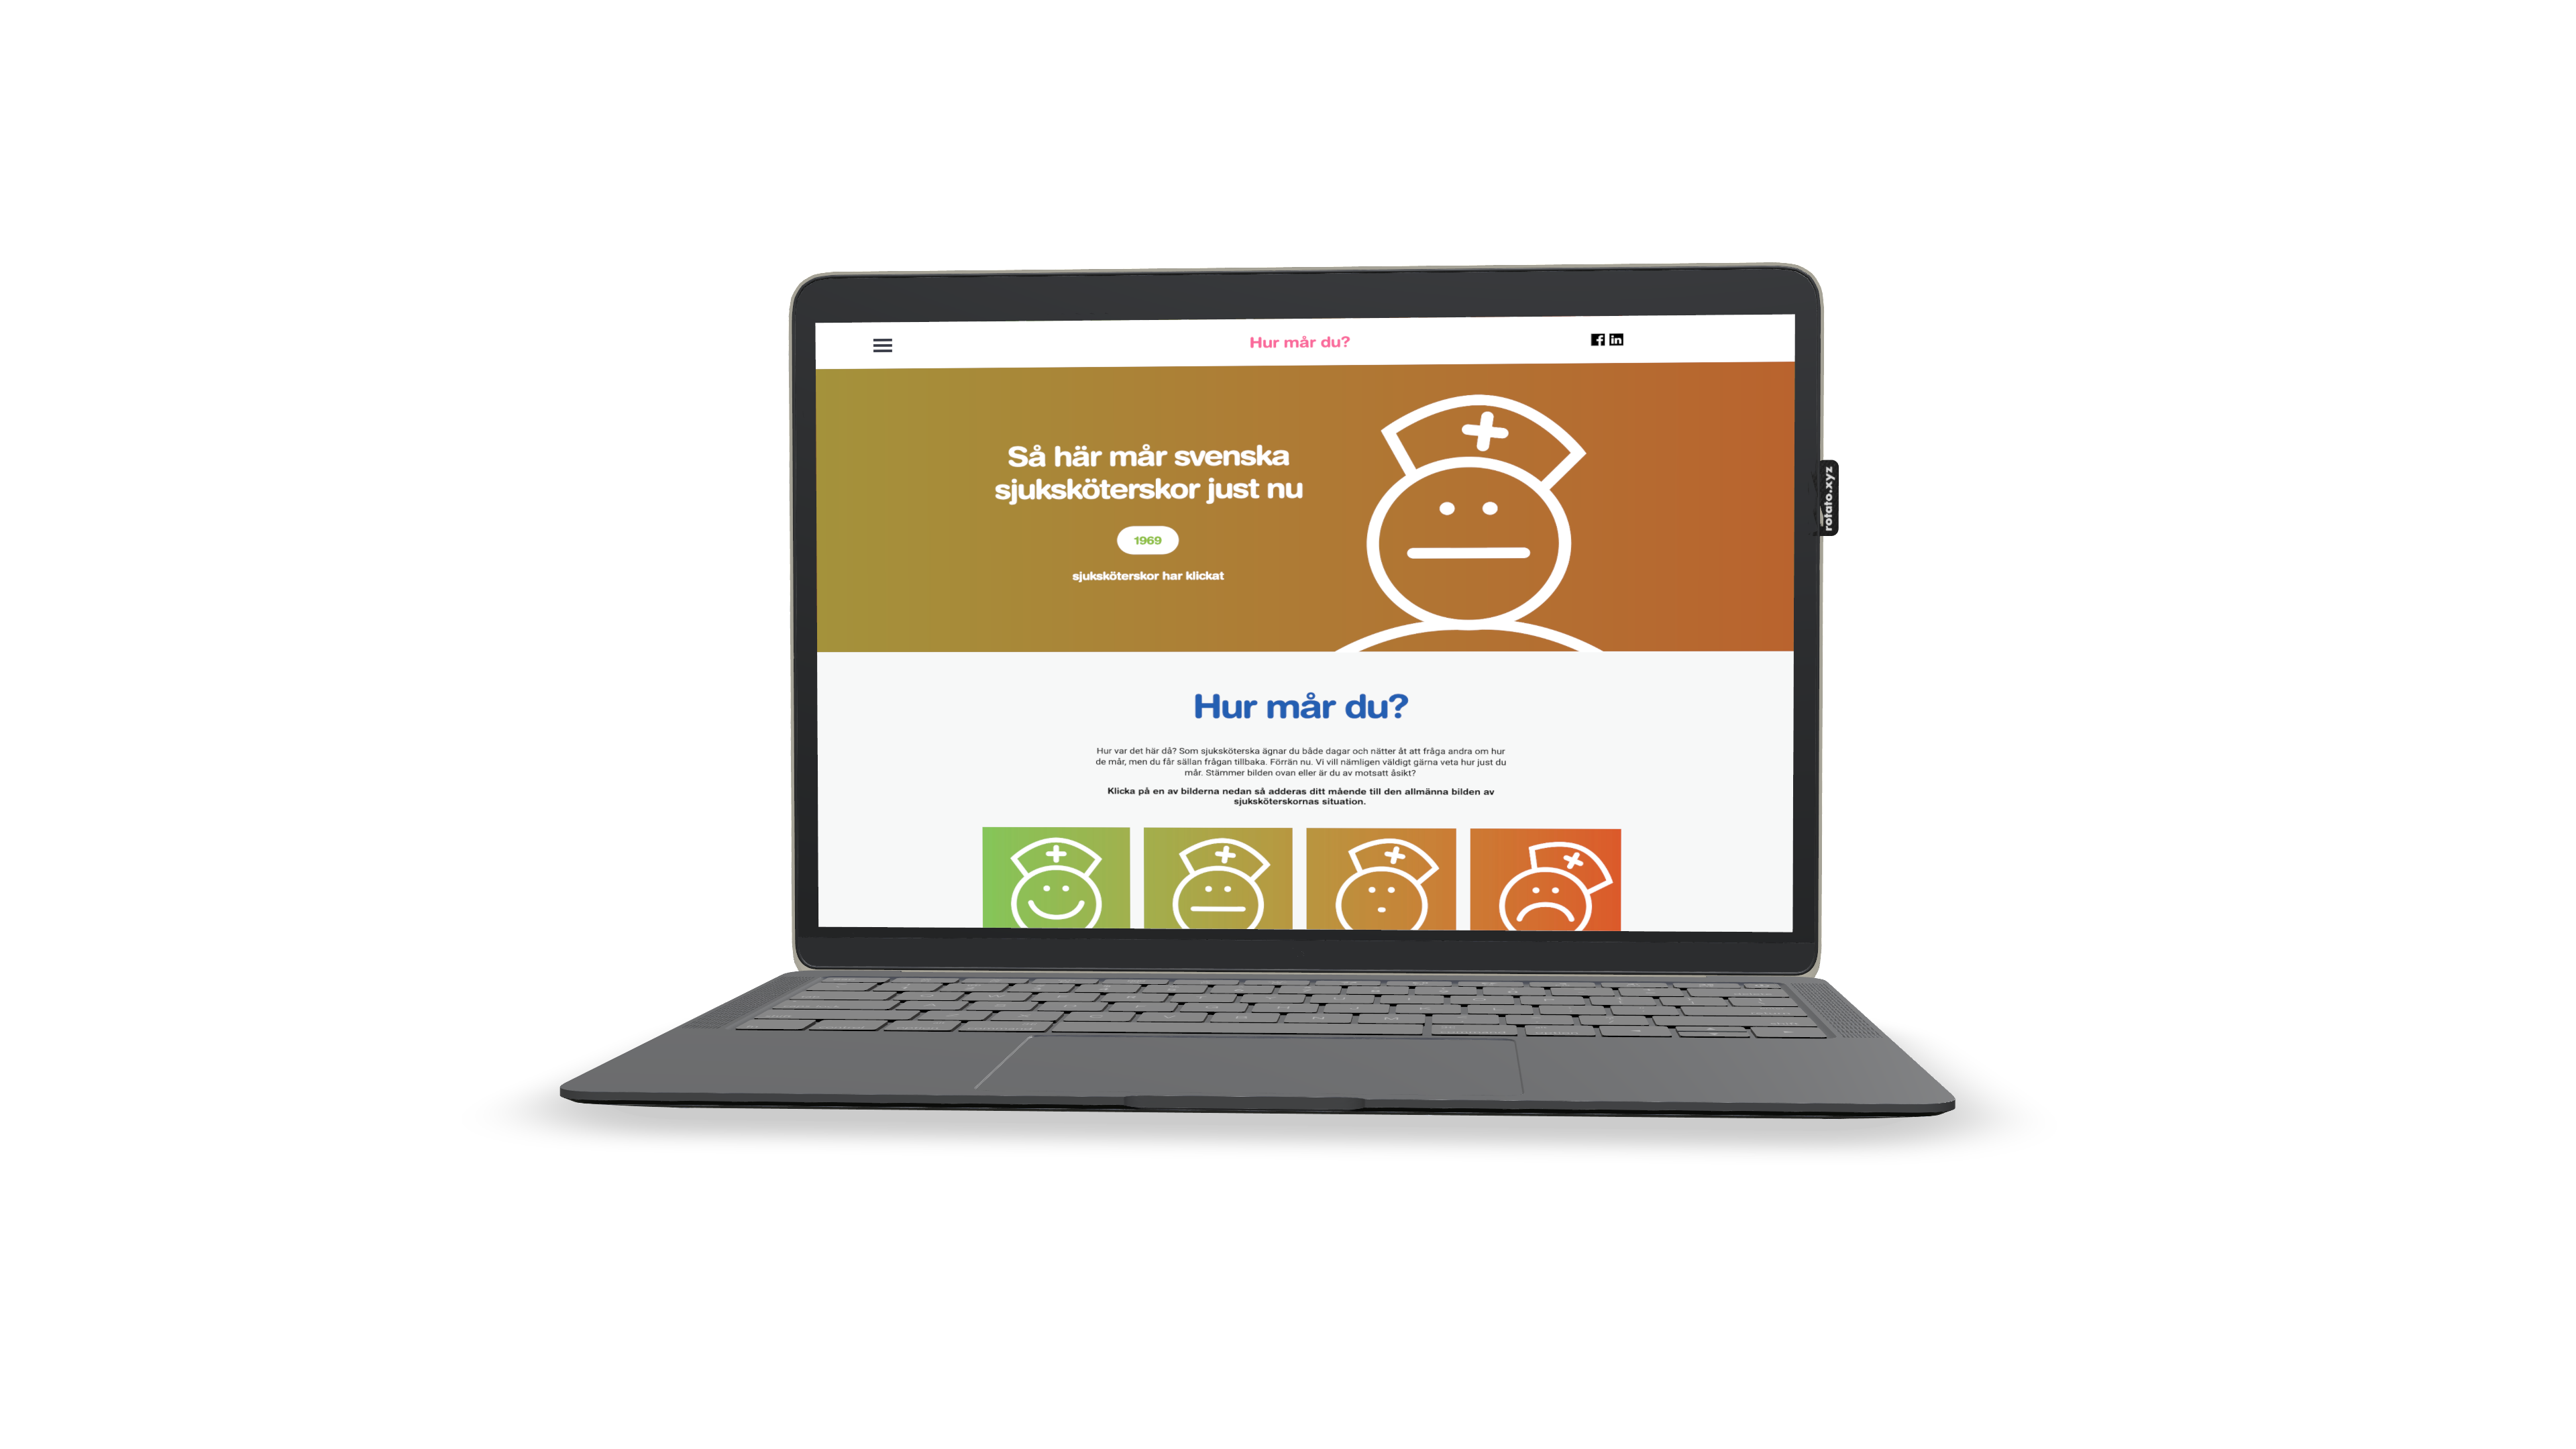 Hur mår du?
Så här mår svenska
sjuksköterskor just nu
1969
sjuksköterskor har klickat
rotato.xyz
Hur mår du?
Hur var det här då? Som sjuksköterska ägnar du både dagar och nätter åt att fråga andra om hur
de mår, men du får sällan frågan tillbaka. Förrän nu. Vi vill nämligen väldigt gärna veta hur just du
mår. Stämmer bilden ovan eller är du av motsatt åsikt?
Klicka på en av bilderna nedan så adderas ditt mående till den allmänna bilden av
sjuksköterskornas situation.